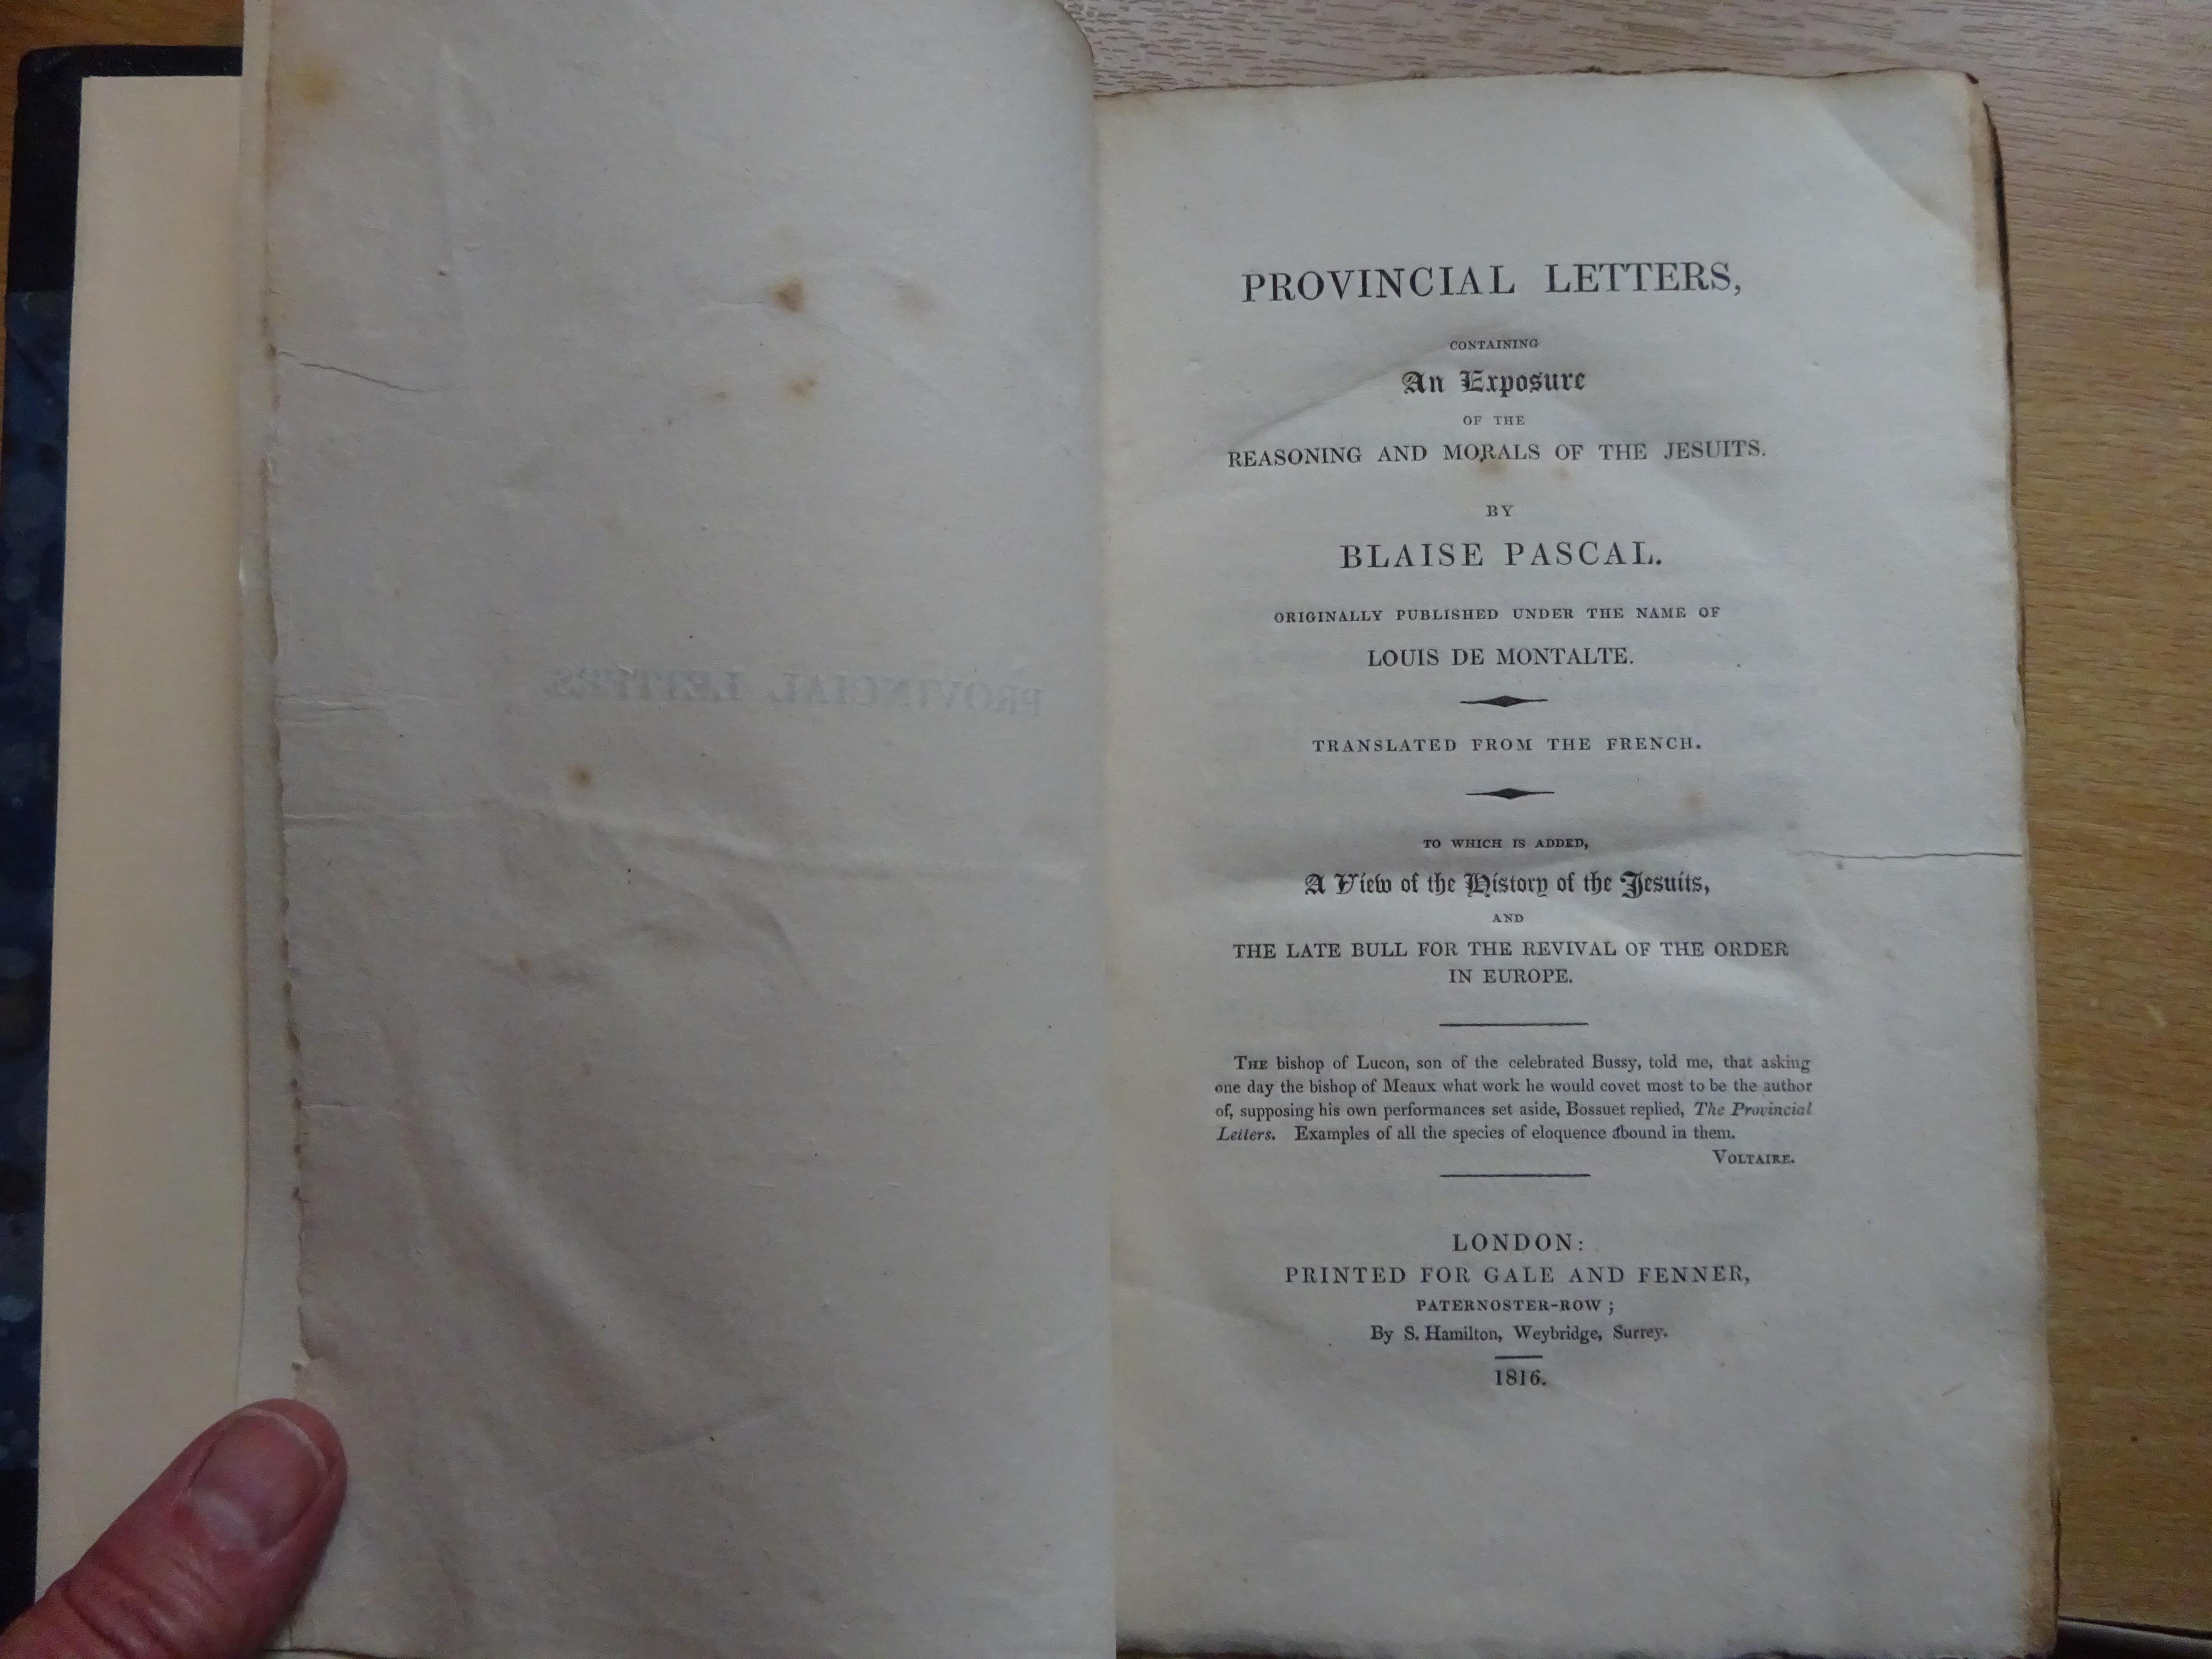 PROVINCIAL LETTERS.
PROVINCIAL LETTERS,
CONTAINING
An Exposure
OF THE
REASONING AND MORALS OF THE JESUITS.
BY
BLAISE PASCAL.
ORIGINALLY PUBLISHED UNDER THE NAME OF
LOUIS DE MONTALTE.
TRANSLATED FROM THE FRENCH.
TO WHICH IS ADDED,
A View of the History of the Jesuits,
AND
THE LATE BULL FOR THE REVIVAL OF THE ORDER
IN EUROPE.
THE bishop of Lucon, son of the celebrated Bussy, told me, that asking
one day the bishop of Meaux what work he would covet most to be the author
of, supposing his own performances set aside, Bossuet replied, The Provincial
Letters. Examples of all the species of eloquence abound in them.
VOLTAIRE.
LONDON:
PRINTED FOR GALE AND FENNER,
PATERNOSTER-ROW;
By S. Hamilton, Weybridge, Surrey.
1816.